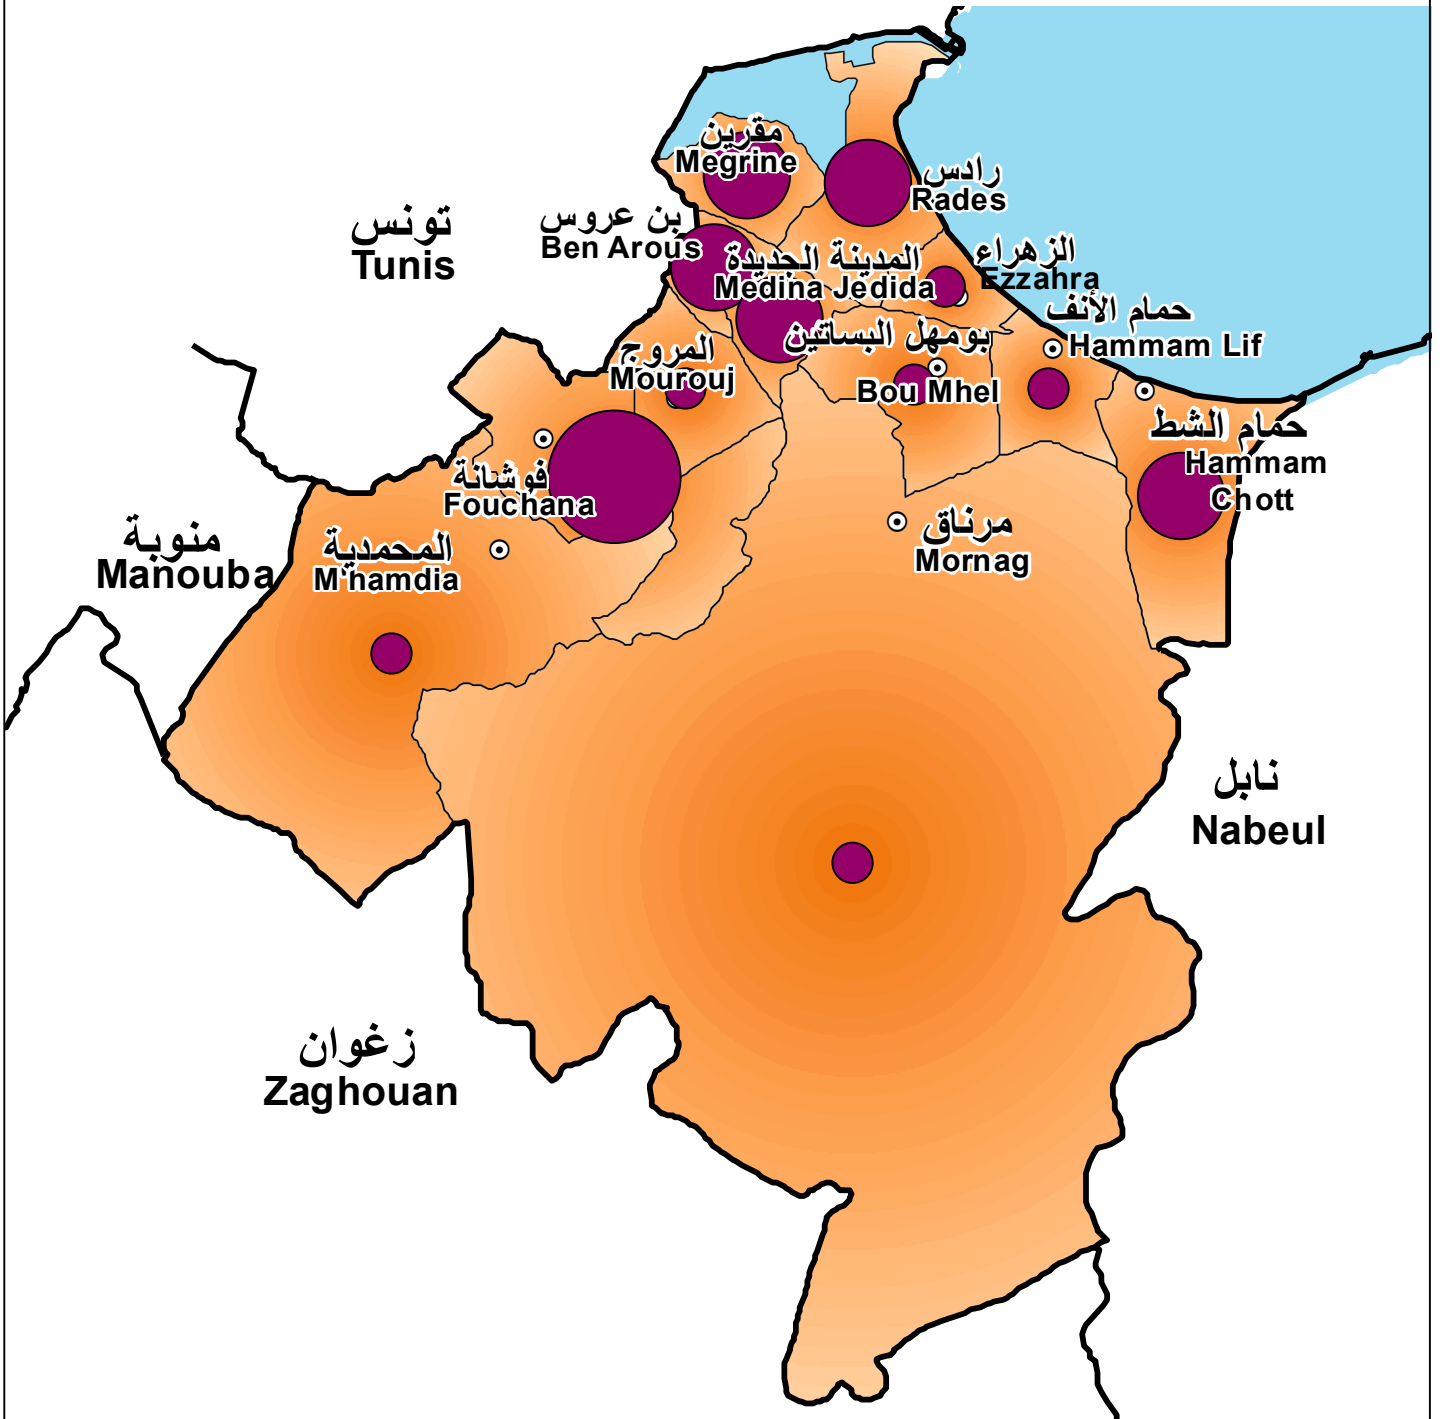 مقرين
Megrine
رادس
Rades
بن عروس
Ben Arous
تونس
Tunis
المدينة الجديدة
Medina Jedida
الزهراء
Ezzahra
حمام الأنف
Hammam Lif
بومهل البساتين
Bou Mhel
المروج
Mourouj
حمام الشط
Hammam
Chott
فوشانة
Fouchana
مرناق
Mornag
منوبة
Manouba
المحمدية
M'hamdia
نابل
Nabeul
زغوان
Zaghouan